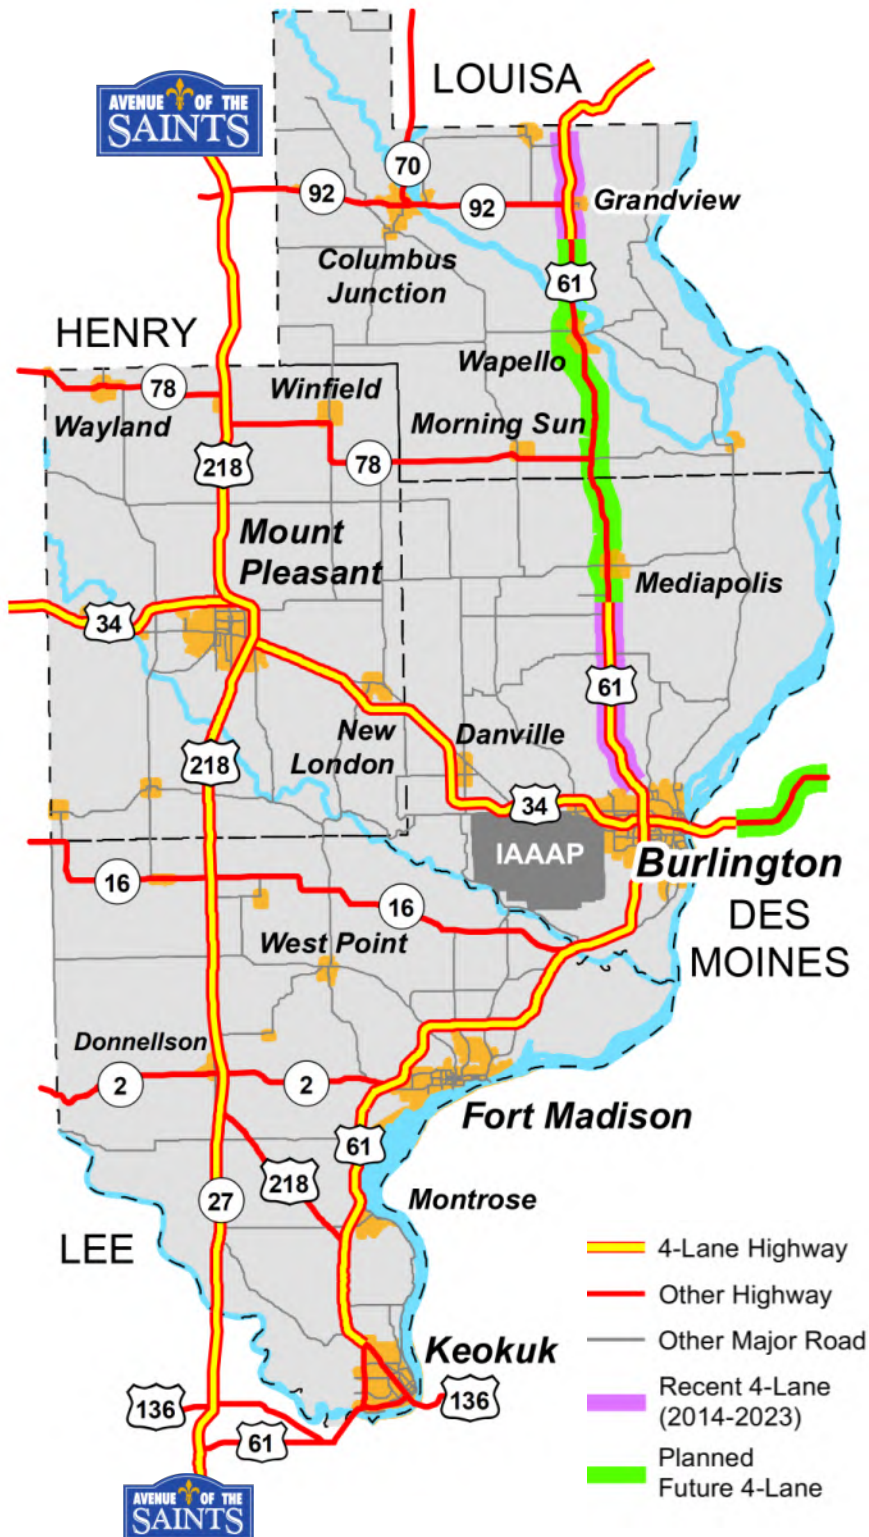 AVENUE OF THE
SAINTS
LOUISA
70
92
92
Grandview
Columbus
Junction
61
HENRY
Wapello
78
Winfield
Wayland
Morning Sun
218
78
Mount
Pleasant
Mediapolis
34
61
New
London
Danville
218
34
IAAAP
Burlington
16
16
DES
MOINES
West Point
Donnellson
2
2
Fort Madison
61
218
27
Montrose
LEE
Keokuk
136
136
61
AVENUE OF THE
SAINTS
4-Lane Highway
Other Highway
Other Major Road
Recent 4-Lane
(2014-2023)
Planned
Future 4-Lane